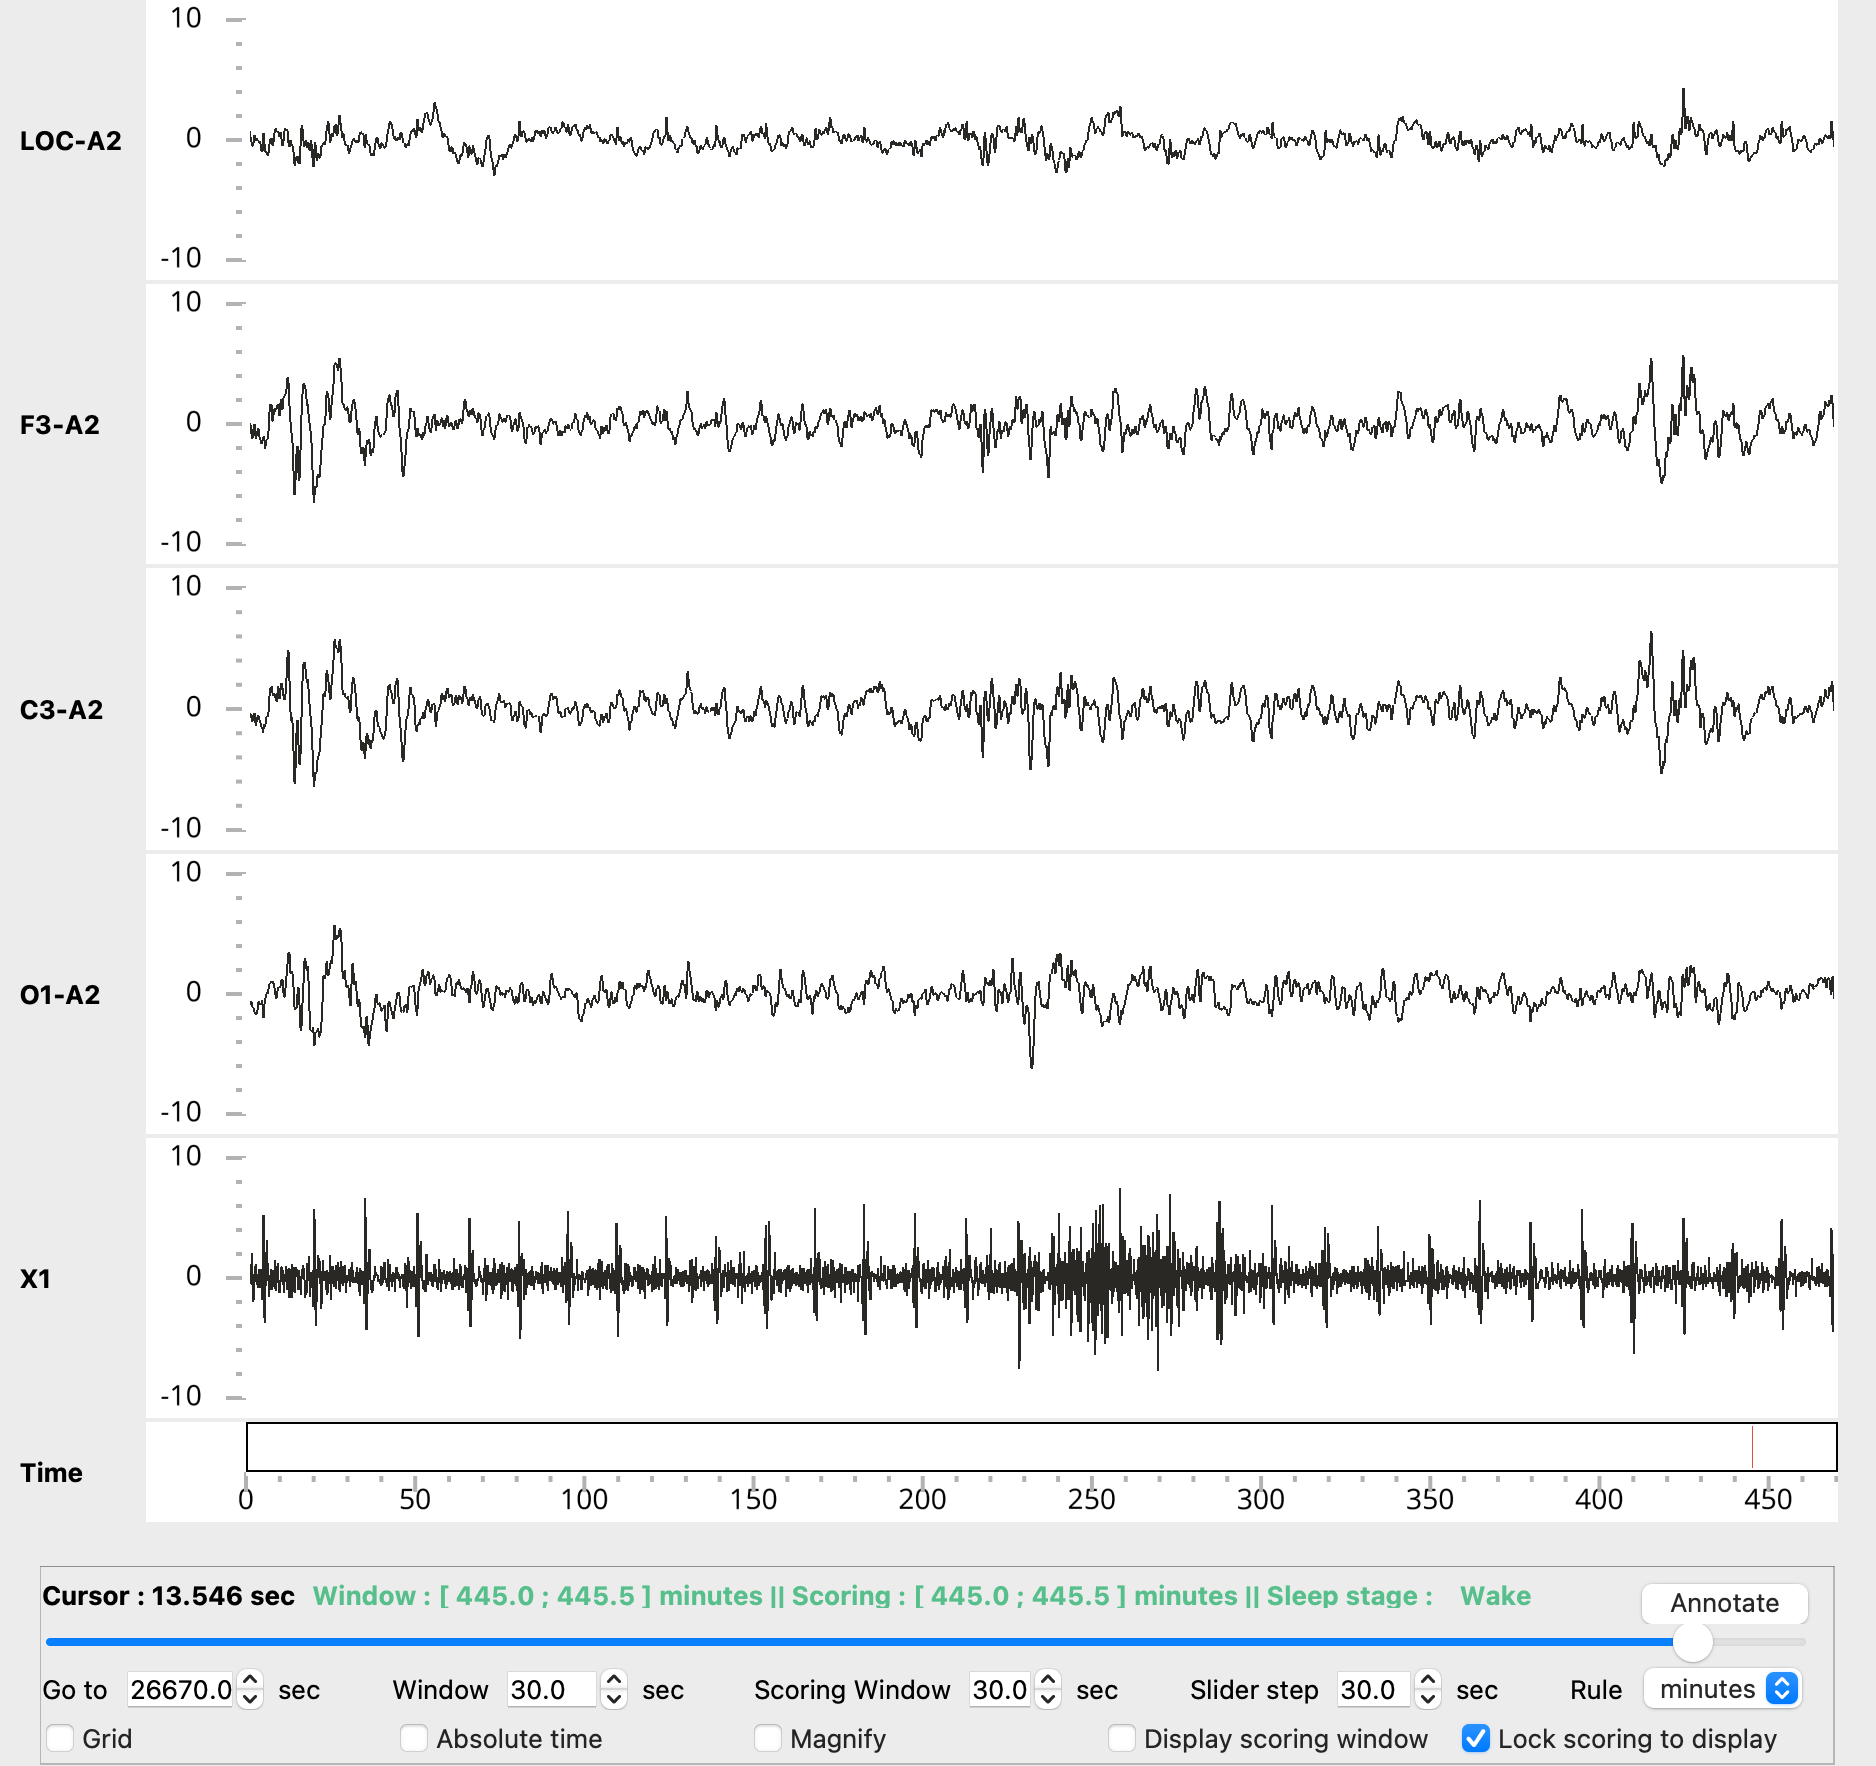 10
LOC-A2
0
-10
10
F3-A2
0
-10
10
C3-A2
0
-10
10
O1-A2
0
-10
10
X1
0
-10
Time
0 50 100 150 200 250 300 350 400 450
Cursor : 13.546 sec Window : [ 445.0 ; 445.5 ] minutes || Scoring : [ 445.0 ; 445.5 ] minutes || Sleep stage : Wake
Annotate
Go to 26670.0 sec Window 30.0 sec Scoring Window 30.0 sec Slider step 30.0 sec Rule minutes
Grid Absolute time Magnify Display scoring window Lock scoring to display